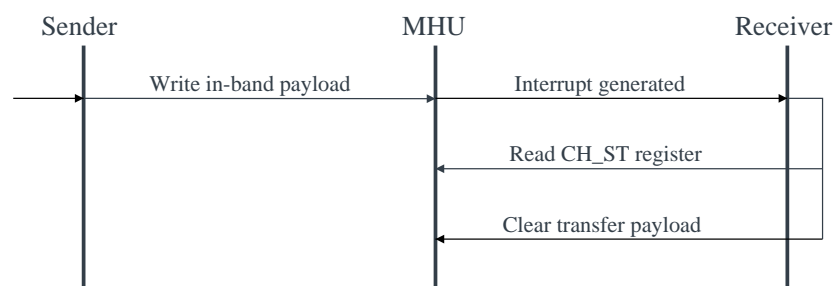 Sender
MHU
Receiver
Write in-band payload
Interrupt generated
Read CH_ST register
Clear transfer payload